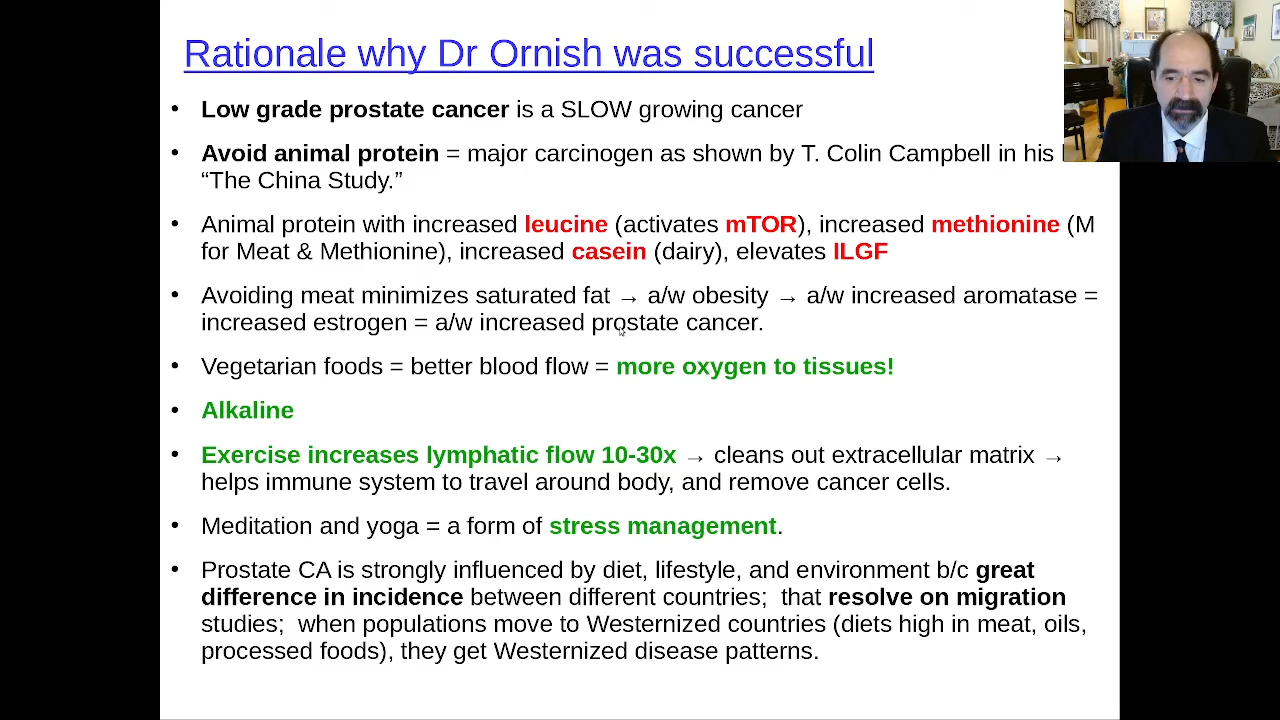 Rationale why Dr Ornish was successful
• Low grade prostate cancer is a SLOW growing cancer
• Avoid animal protein = major carcinogen as shown by T. Colin Campbell in his
“The China Study.”
• Animal protein with increased leucine (activates mTOR), increased methionine (M
for Meat & Methionine), increased casein (dairy), elevates ILGF
• Avoiding meat minimizes saturated fat → a/w obesity → a/w increased aromatase =
increased estrogen = a/w increased prostate cancer.
• Vegetarian foods = better blood flow = more oxygen to tissues!
• Alkaline
• Exercise increases lymphatic flow 10-30x → cleans out extracellular matrix →
helps immune system to travel around body, and remove cancer cells.
• Meditation and yoga = a form of stress management.
• Prostate CA is strongly influenced by diet, lifestyle, and environment b/c great
difference in incidence between different countries;  that resolve on migration
studies;  when populations move to Westernized countries (diets high in meat, oils,
processed foods), they get Westernized disease patterns.